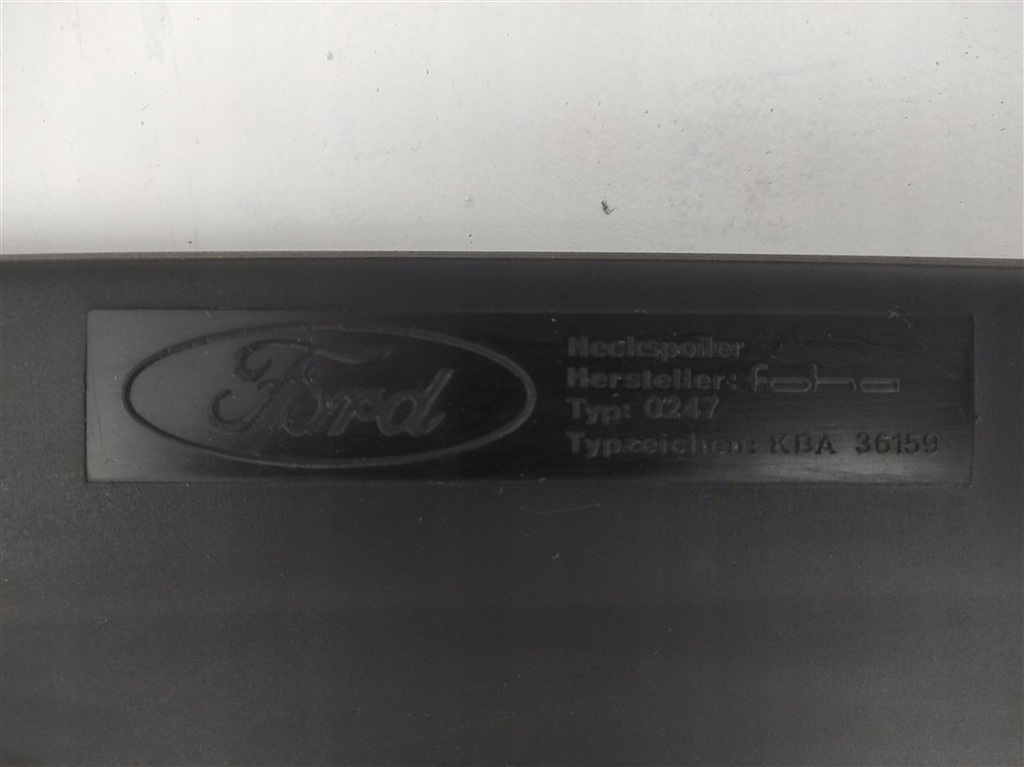 Ford
Heckspoiler
Hersteller: foha
Typ: 0247
Typzeichen: KBA 36159